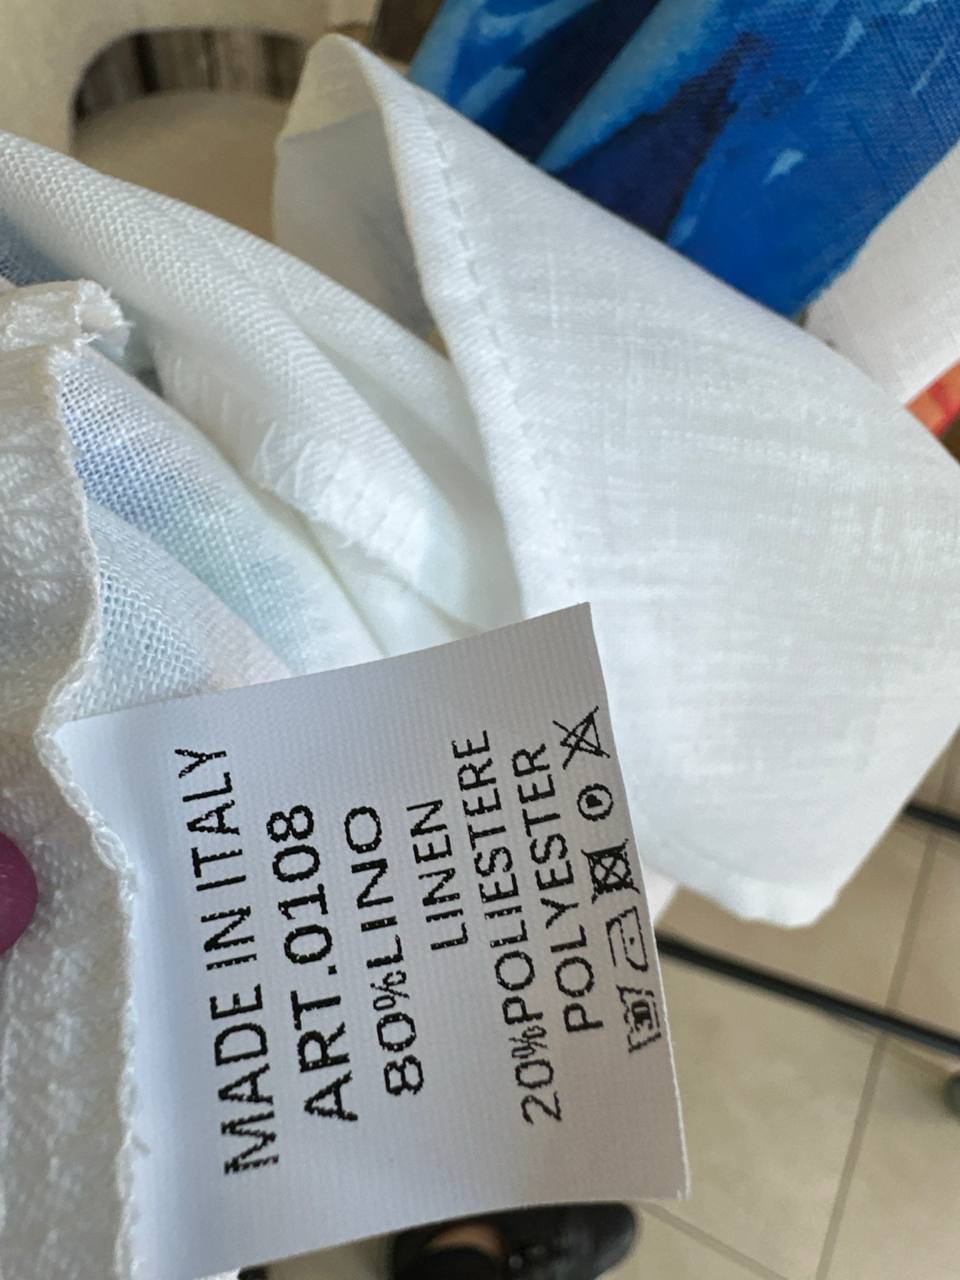 MADE IN ITALY
ART.0108
80%LINO
LINEN
20%POLIESTERE
POLYESTER